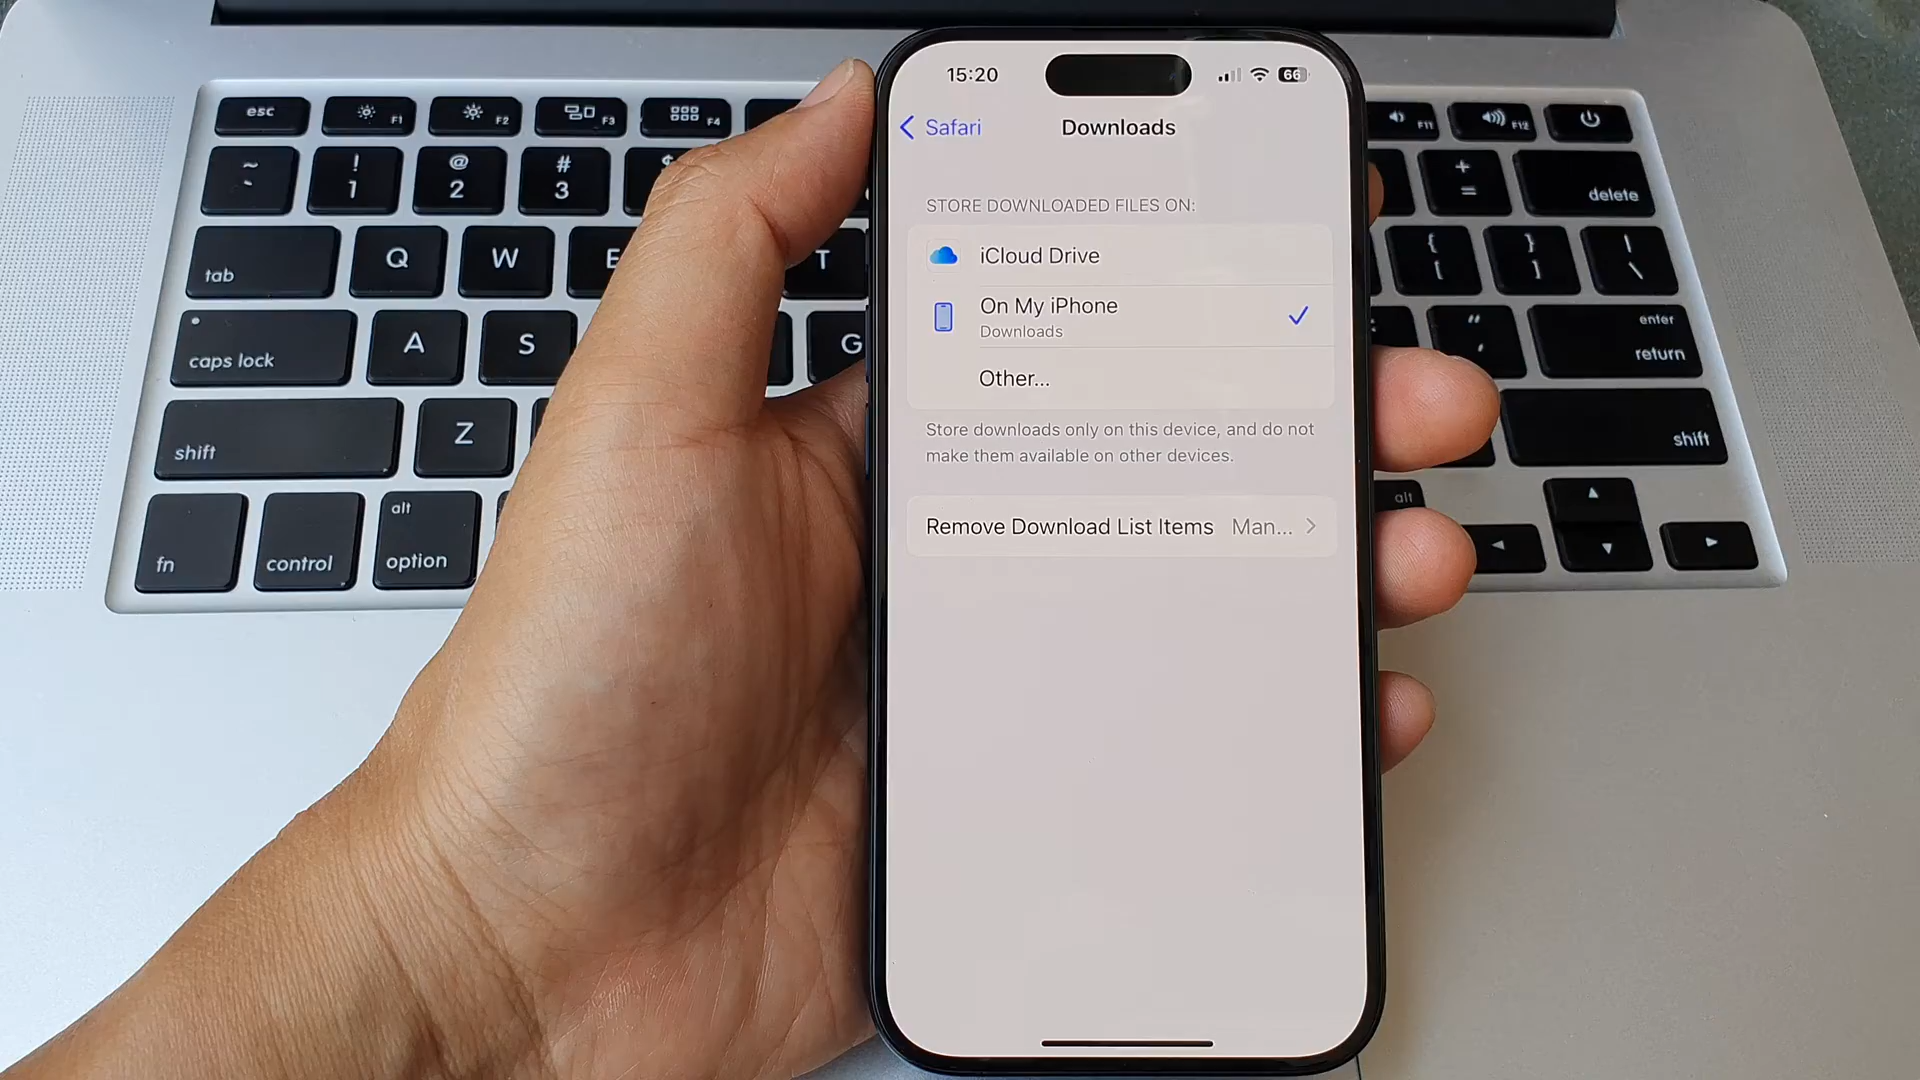 15:20
66
Safari
Downloads
STORE DOWNLOADED FILES ON:
iCloud Drive
On My iPhone
Downloads
Other...
Store downloads only on this device, and do not
make them available on other devices.
Remove Download List Items Man...
esc
F1
F2
F3
F4
F11
F12
~
`
!
1
@
2
#
3
$
+
=
delete
tab
Q
W
E
T
{
[
}
]
|
\
caps lock
A
S
G
:
;
"
'
enter
return
shift
Z
shift
fn
control
alt
option
alt